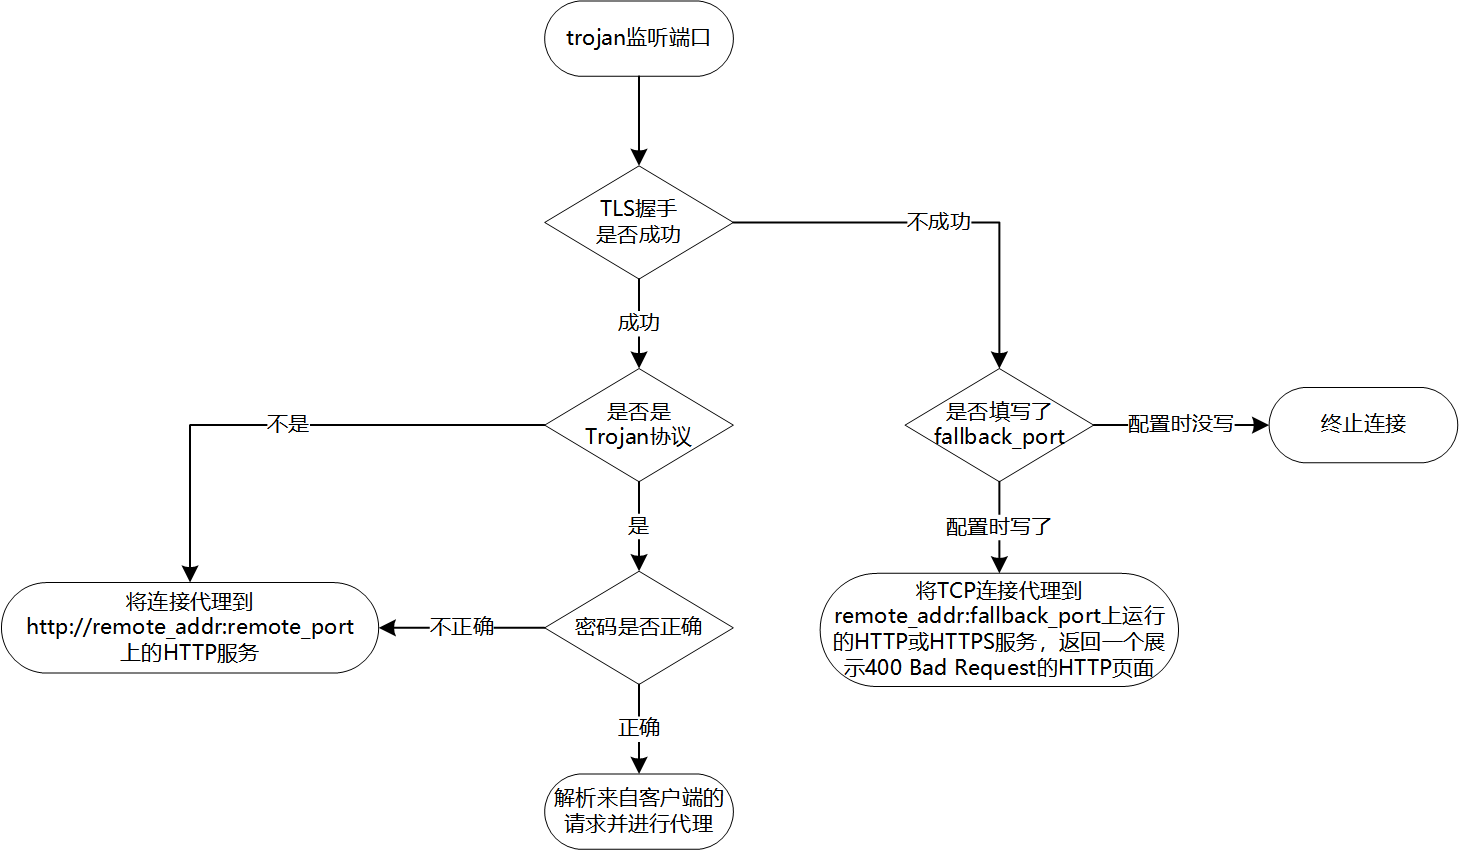 trojan监听端口
TLS握手
是否成功
不成功
成功
是否是
Trojan协议
不是
是否填写了
fallback_port
配置时没写
终止连接
是
配置时写了
将连接代理到
http://remote_addr:remote_port
上的HTTP服务
不正确
密码是否正确
将TCP连接代理到
remote_addr:fallback_port上运行
的HTTP或HTTPS服务，返回一个展
示400 Bad Request的HTTP页面
正确
解析来自客户端的
请求并进行代理